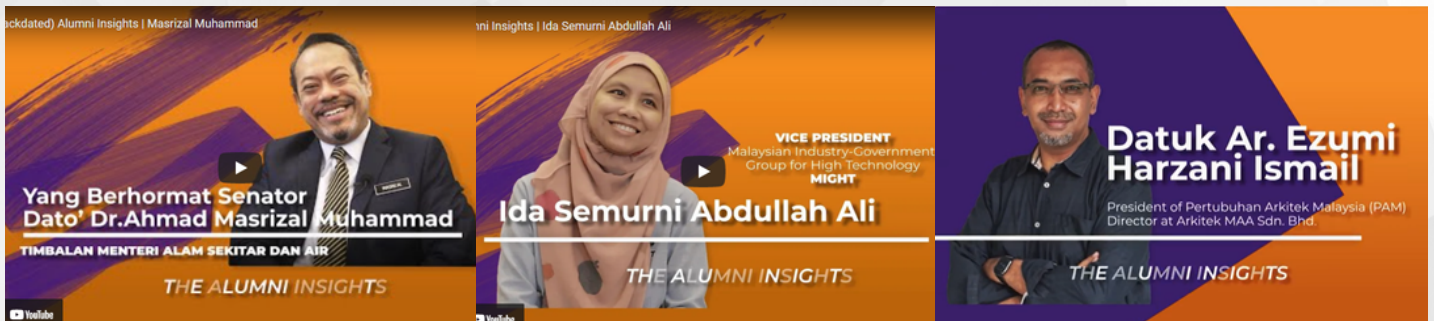 ackdated) Alumni Insights | Masrizal Muhammad
Yang Berhormat Senator
Dato' Dr.Ahmad Masrizal Muhammad
TIMBALAN MENTERI ALAM SEKITAR DAN AIR
THE ALUMNI INSIGHTS
YouTube
ni Insights | Ida Semurni Abdullah Ali
VICE PRESIDENT
Malaysian Industry-Government
Group for High Technology
MIGHT
Ida Semurni Abdullah Ali
THE ALUMNI INSIGHTS
YouTube
Datuk Ar. Ezumi
Harzani Ismail
President of Pertubuhan Arkitek Malaysia (PAM)
Director at Arkitek MAA Sdn. Bhd.
THE ALUMNI INSIGHTS